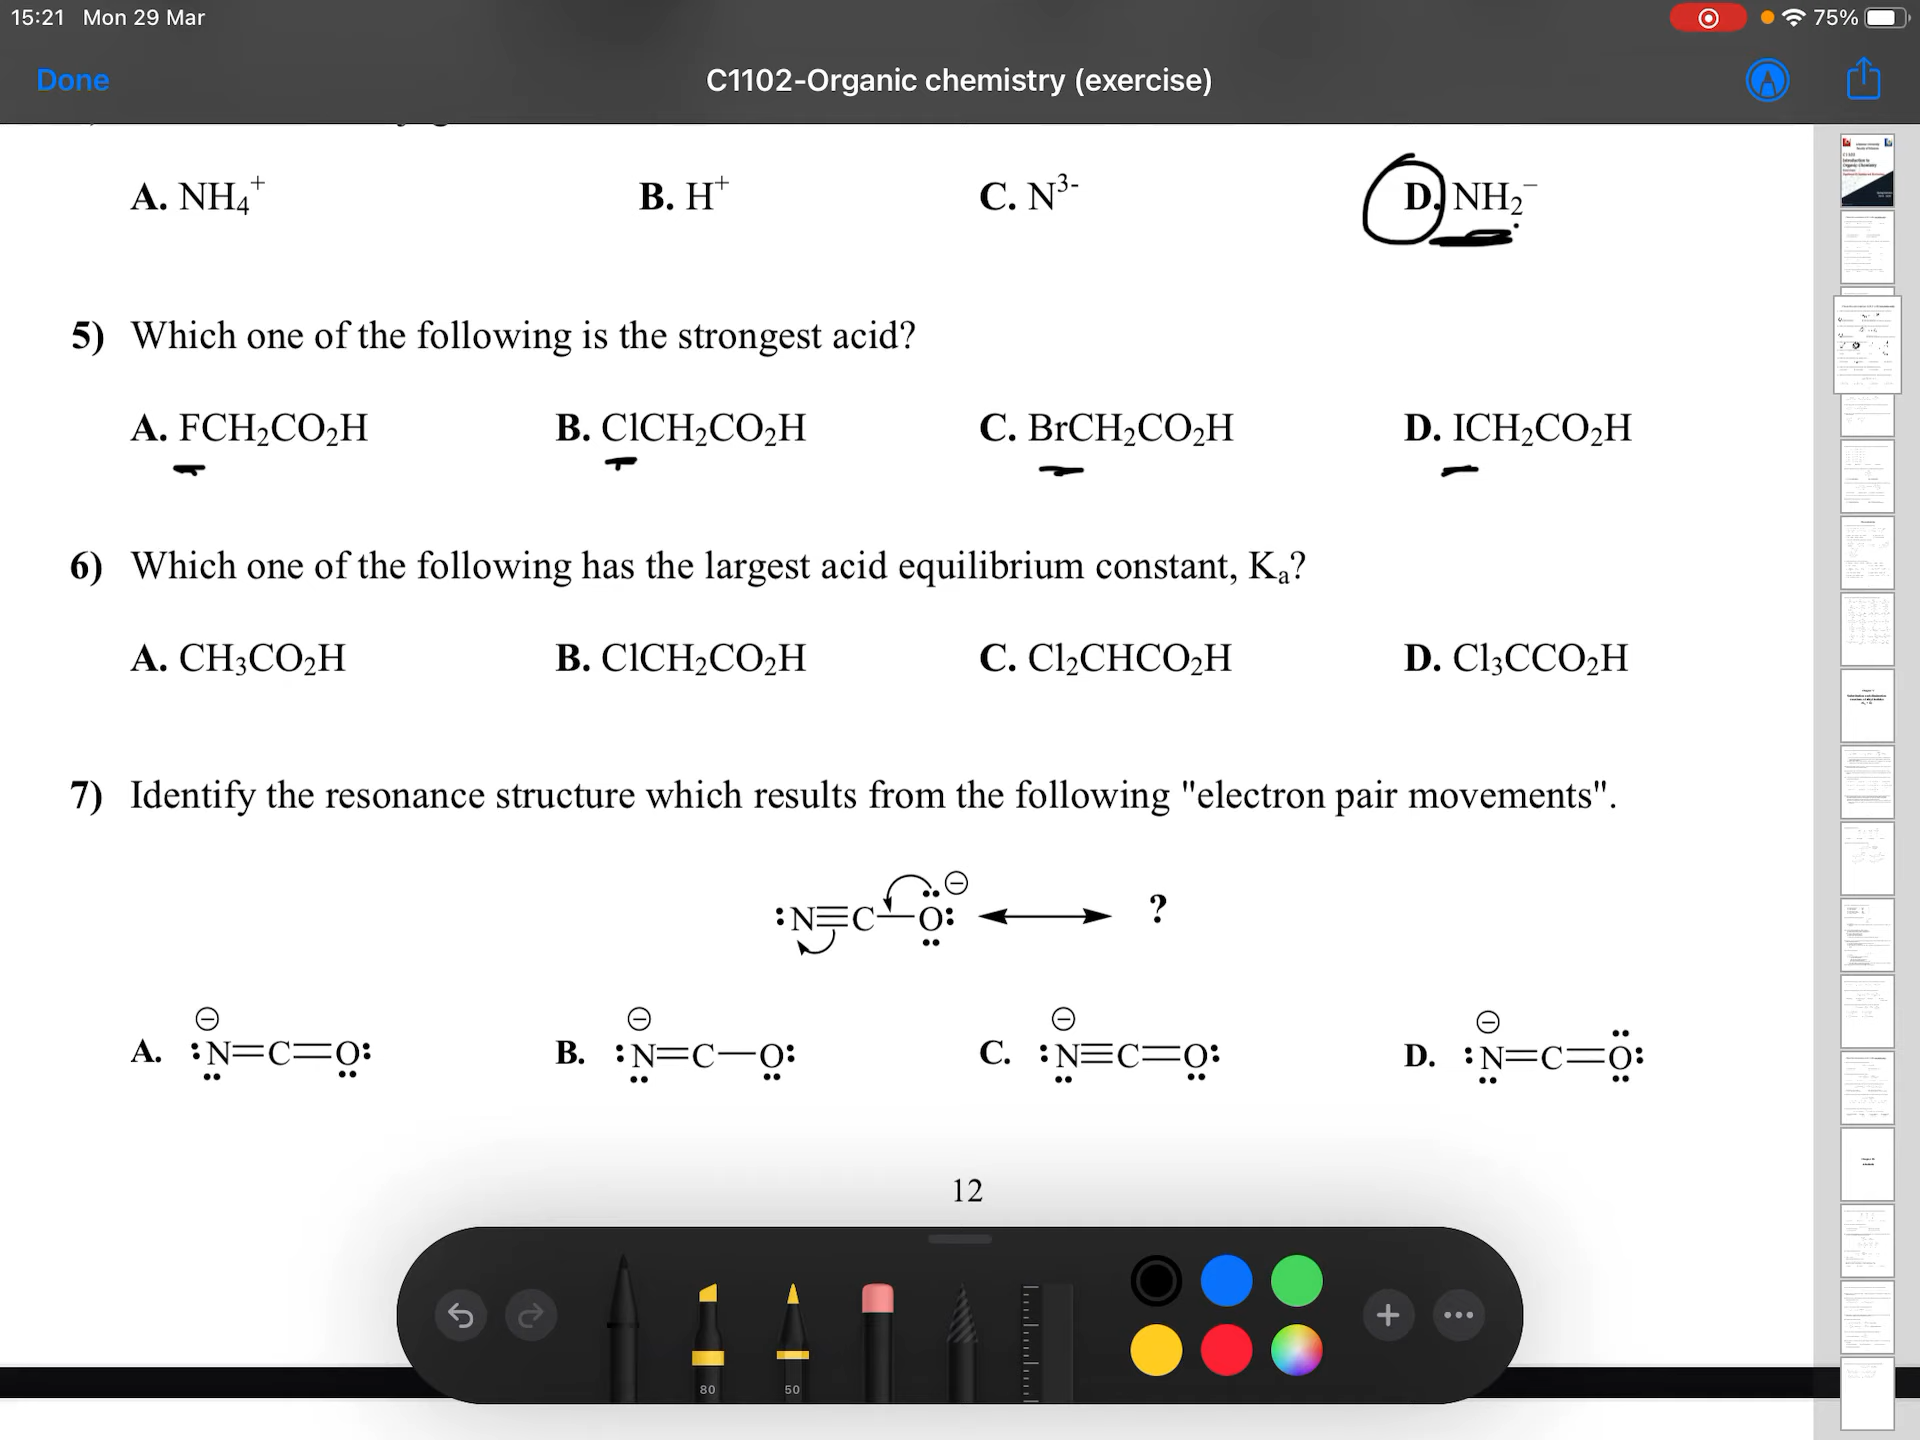 15:21 Mon 29 Mar 75%
Done C1102-Organic chemistry (exercise)
A. NH₄⁺ B. H⁺ C. N³⁻ D. NH₂⁻
5) Which one of the following is the strongest acid?
A. FCH₂CO₂H B. ClCH₂CO₂H C. BrCH₂CO₂H D. ICH₂CO₂H
6) Which one of the following has the largest acid equilibrium constant, Kₐ?
A. CH₃CO₂H B. ClCH₂CO₂H C. Cl₂CHCO₂H D. Cl₃CCO₂H
7) Identify the resonance structure which results from the following "electron pair movements".
:N≡C—O: ⊖ ⟷ ?
A. ⊖ :N=C=O: B. ⊖ :N=C—O: C. ⊖ :N≡C=O: D. ⊖ :N=C=O:
12
80 50